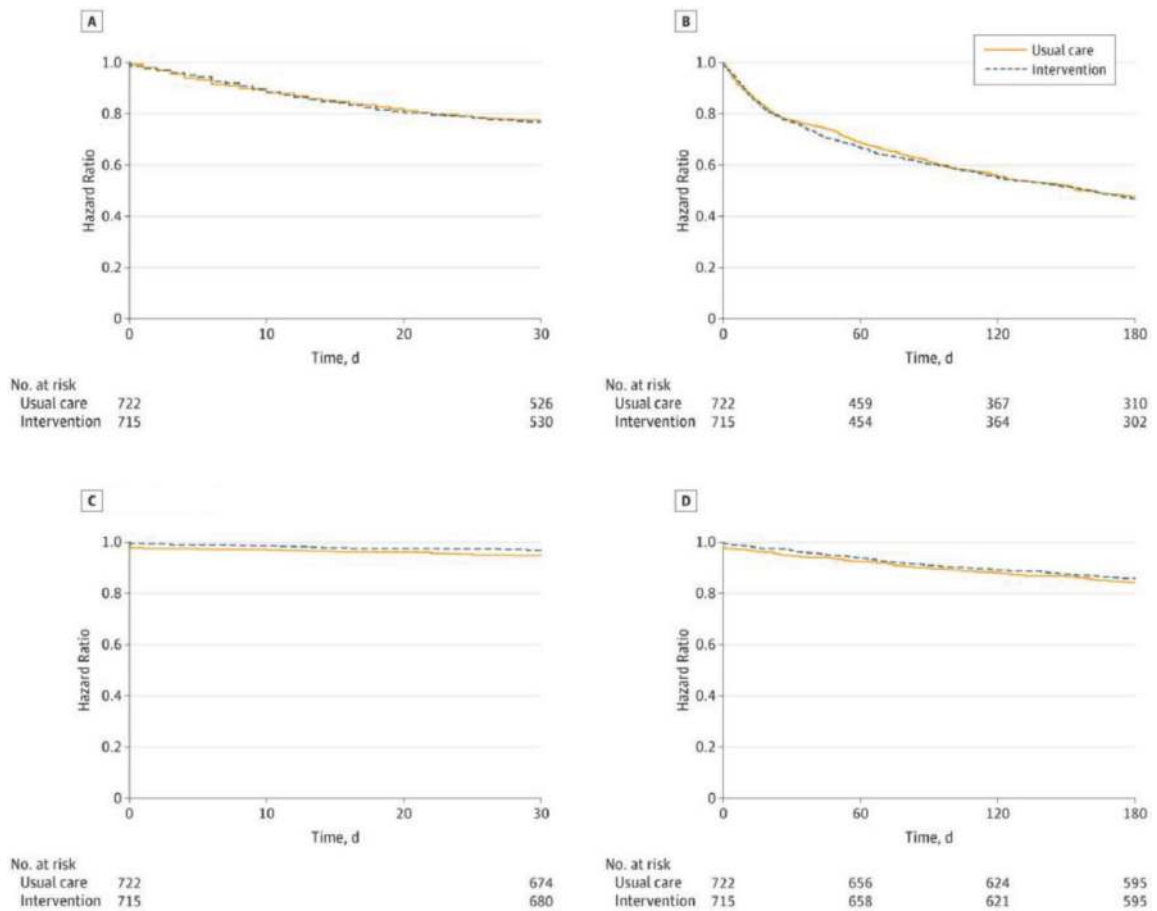 A
1.0
0.8
0.6
0.4
0.2
0
Hazard Ratio
0 10 20 30
Time, d
No. at risk
Usual care 722 526
Intervention 715 530
B
Usual care
Intervention
1.0
0.8
0.6
0.4
0.2
0
Hazard Ratio
0 60 120 180
Time, d
No. at risk
Usual care 722 459 367 310
Intervention 715 454 364 302
C
1.0
0.8
0.6
0.4
0.2
0
Hazard Ratio
0 10 20 30
Time, d
No. at risk
Usual care 722 674
Intervention 715 680
D
1.0
0.8
0.6
0.4
0.2
0
Hazard Ratio
0 60 120 180
Time, d
No. at risk
Usual care 722 656 624 595
Intervention 715 658 621 595